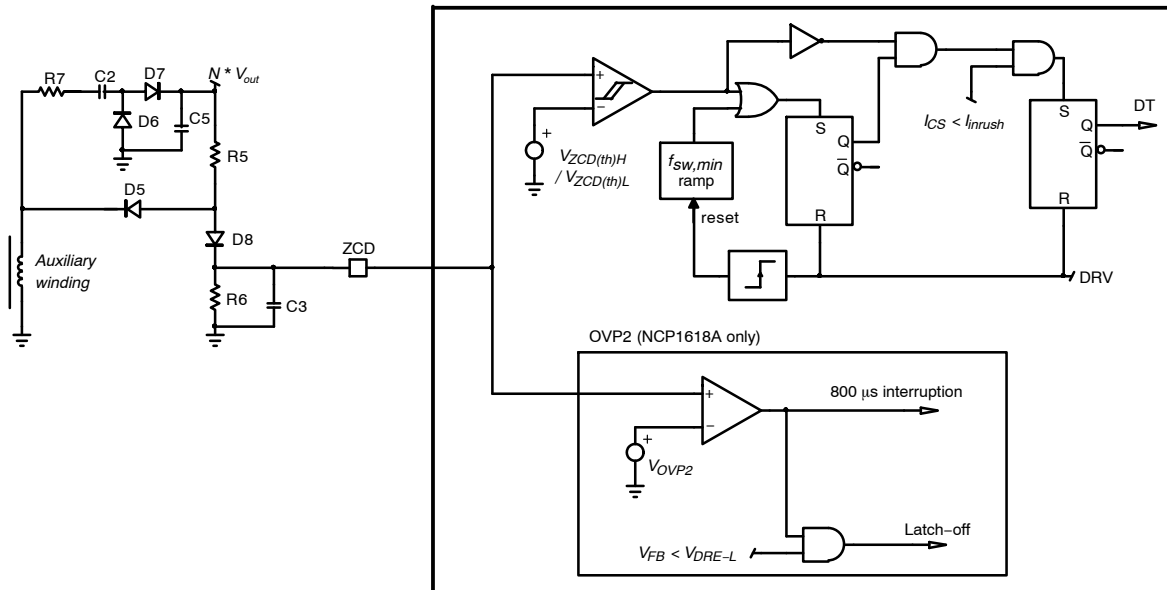 R7
C2
D7
N * Vout
D6
C5
R5
D5
D8
Auxiliary
winding
R6
C3
ZCD
+
−
+
VZCD(th)H
/ VZCD(th)L
fsw,min
ramp
reset
S
Q
Q
R
ICS < Iinrush
S
Q
Q
R
DT
DRV
OVP2 (NCP1618A only)
+
−
+
VOVP2
800 μs interruption
VFB < VDRE−L
Latch−off